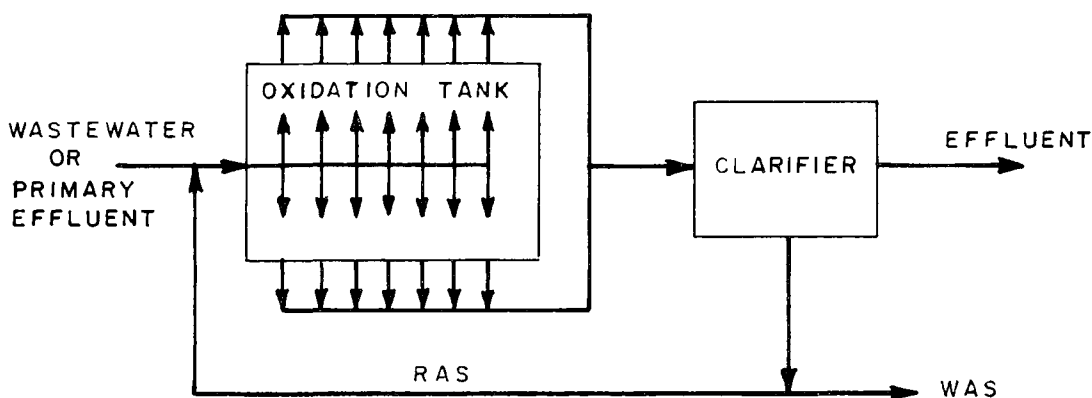 OXIDATION TANK
WASTEWATER
OR
PRIMARY
EFFLUENT
CLARIFIER
EFFLUENT
RAS
WAS